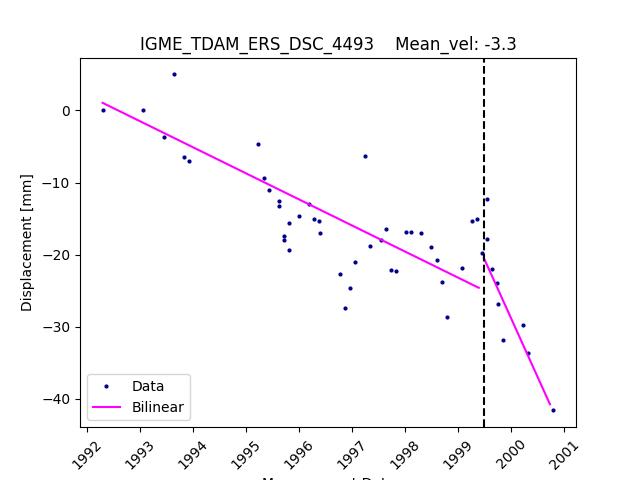 IGME_TDAM_ERS_DSC_4493    Mean_vel: -3.3
Displacement [mm]
0
−10
−20
−30
−40
Data
Bilinear
1992 1993 1994 1995 1996 1997 1998 1999 2000 2001